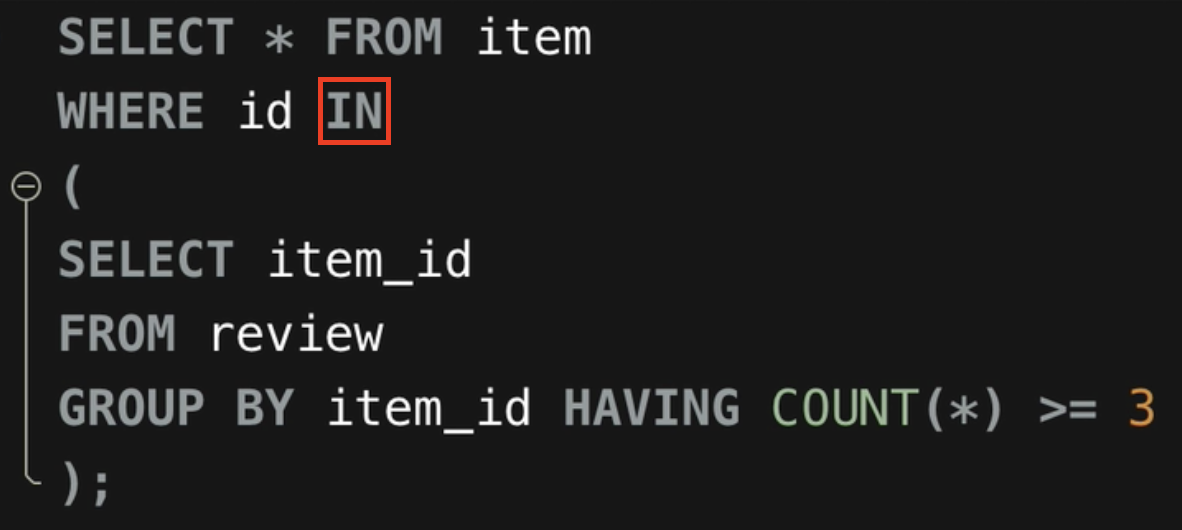 SELECT * FROM item
WHERE id IN
(
SELECT item_id
FROM review
GROUP BY item_id HAVING COUNT(*) >= 3
);